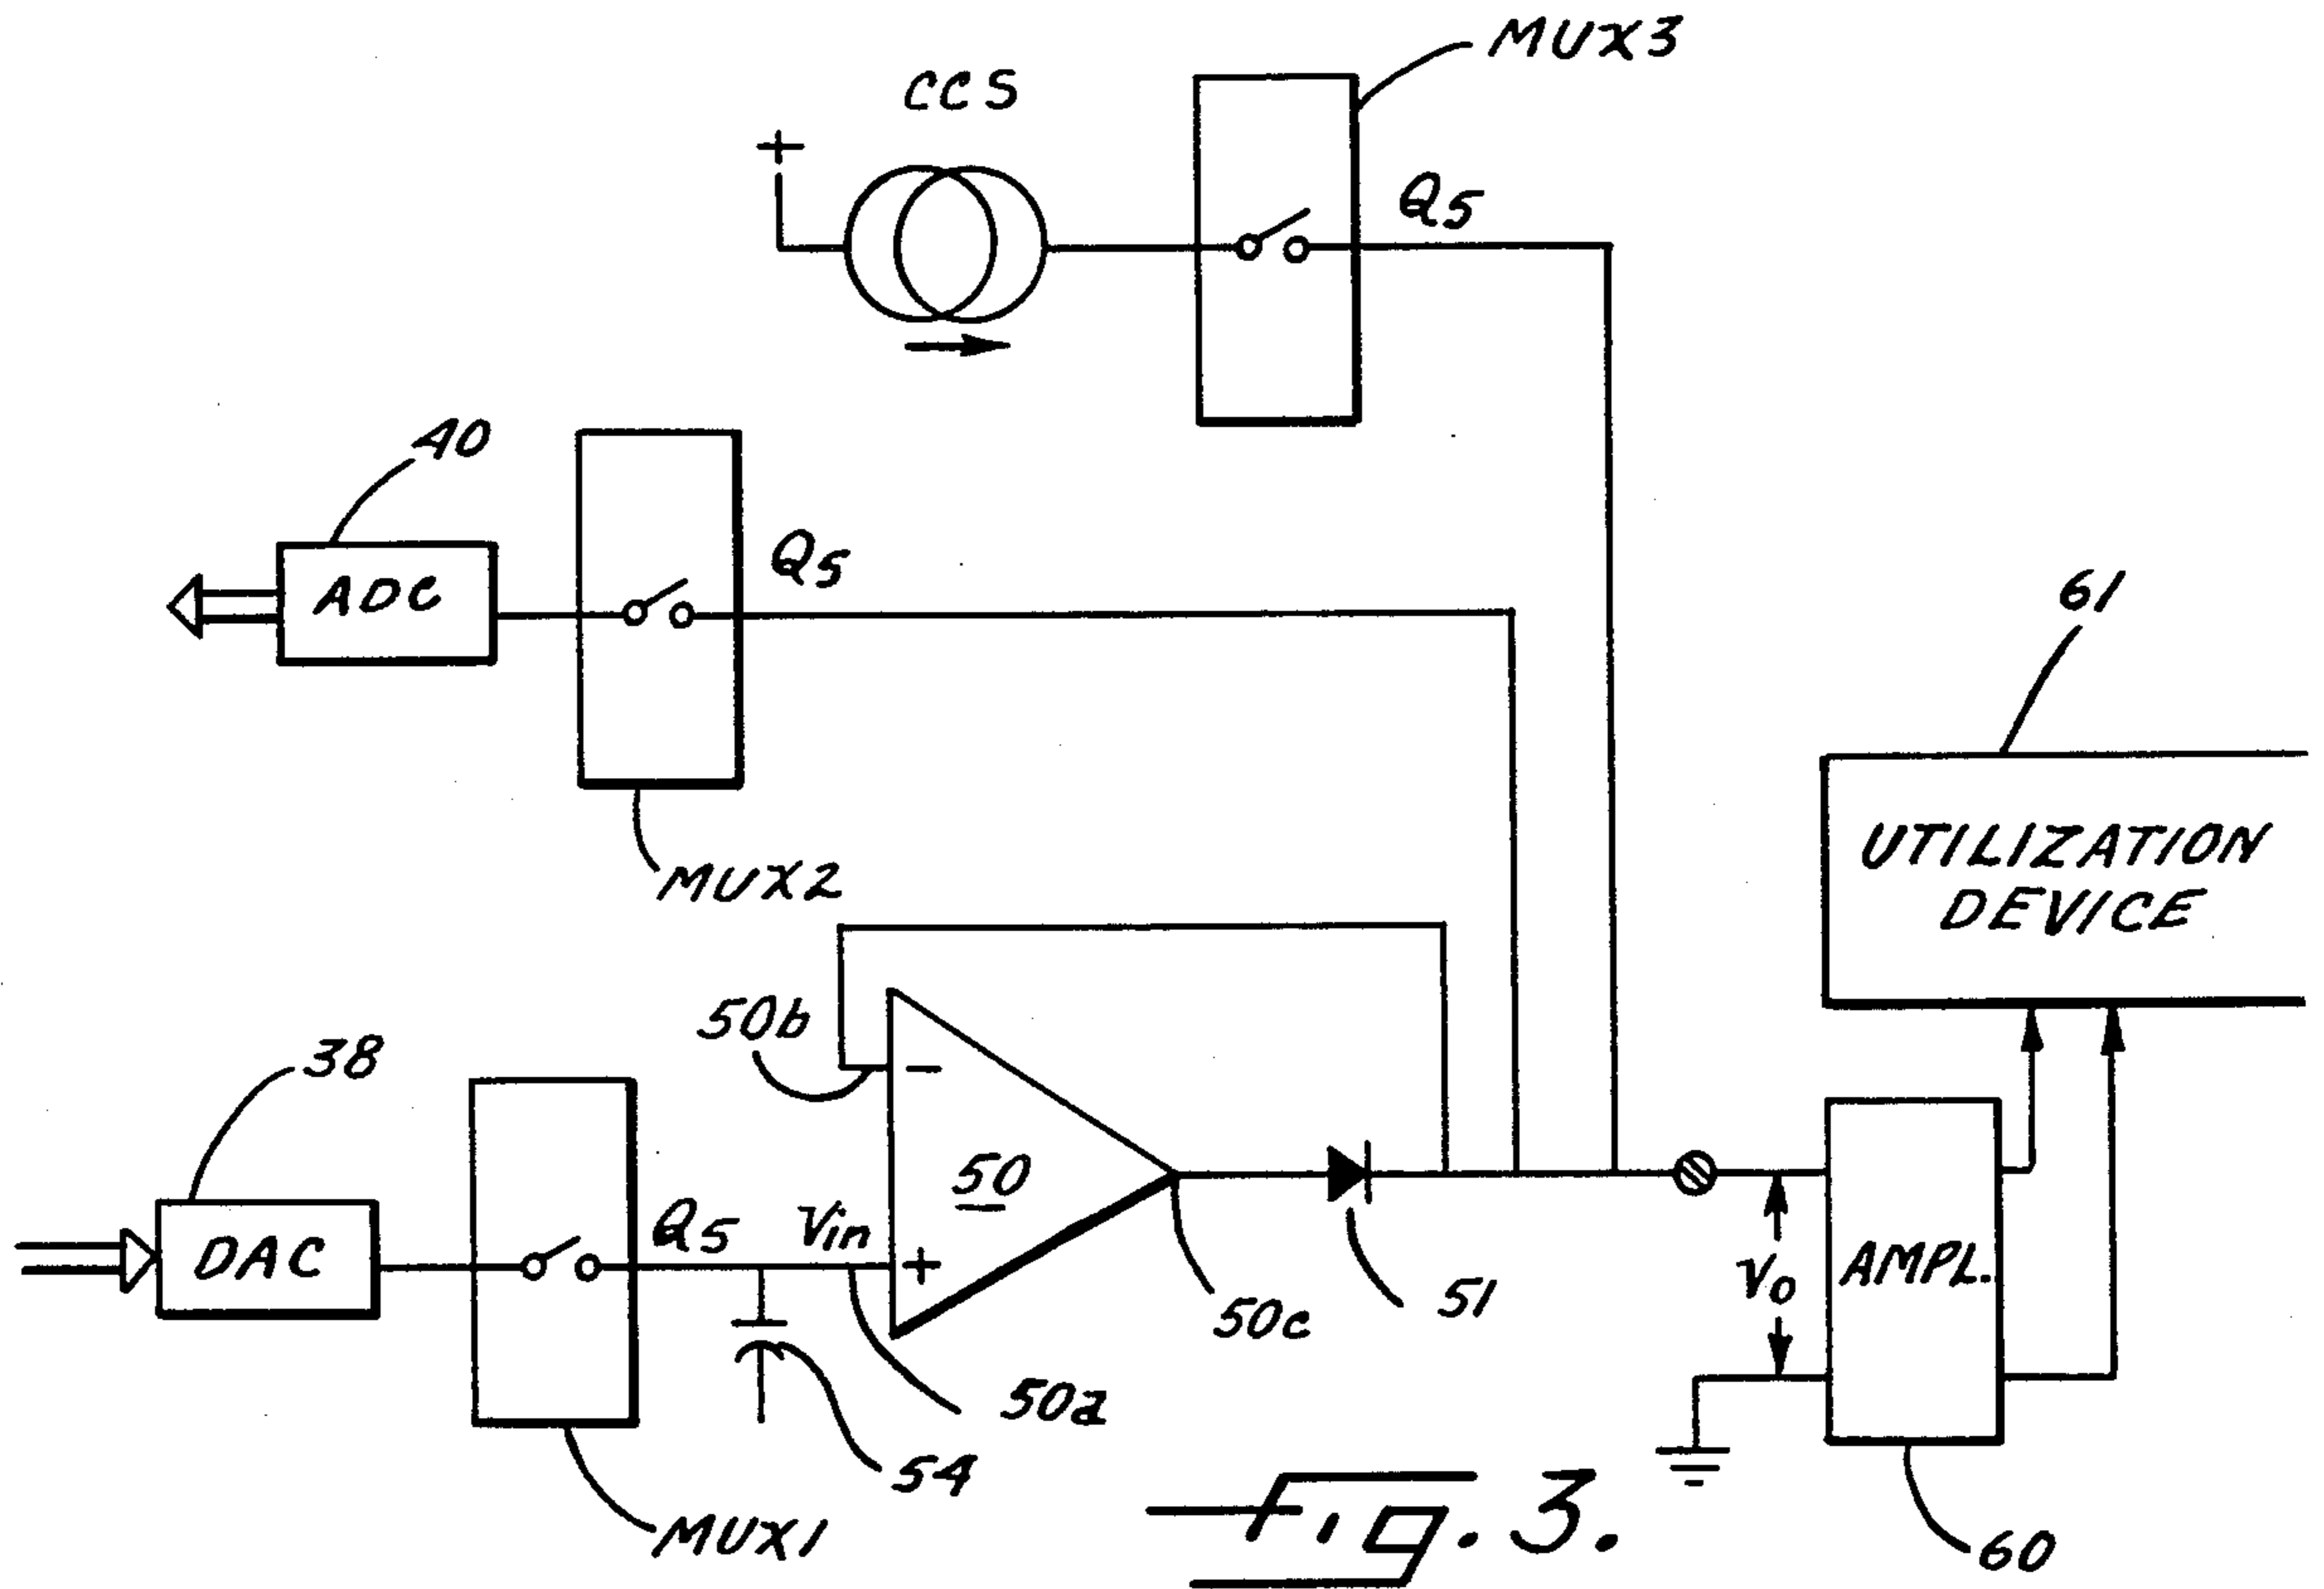 MUX3
CCS
+
Q5
40
ADC
Q5
61
MUX2
UTILIZATION
DEVICE
50b
38
−
50
DAC
Q5
Vin
+
AMPL.
Vo
51
50c
50a
54
MUX1
60
Fig. 3.